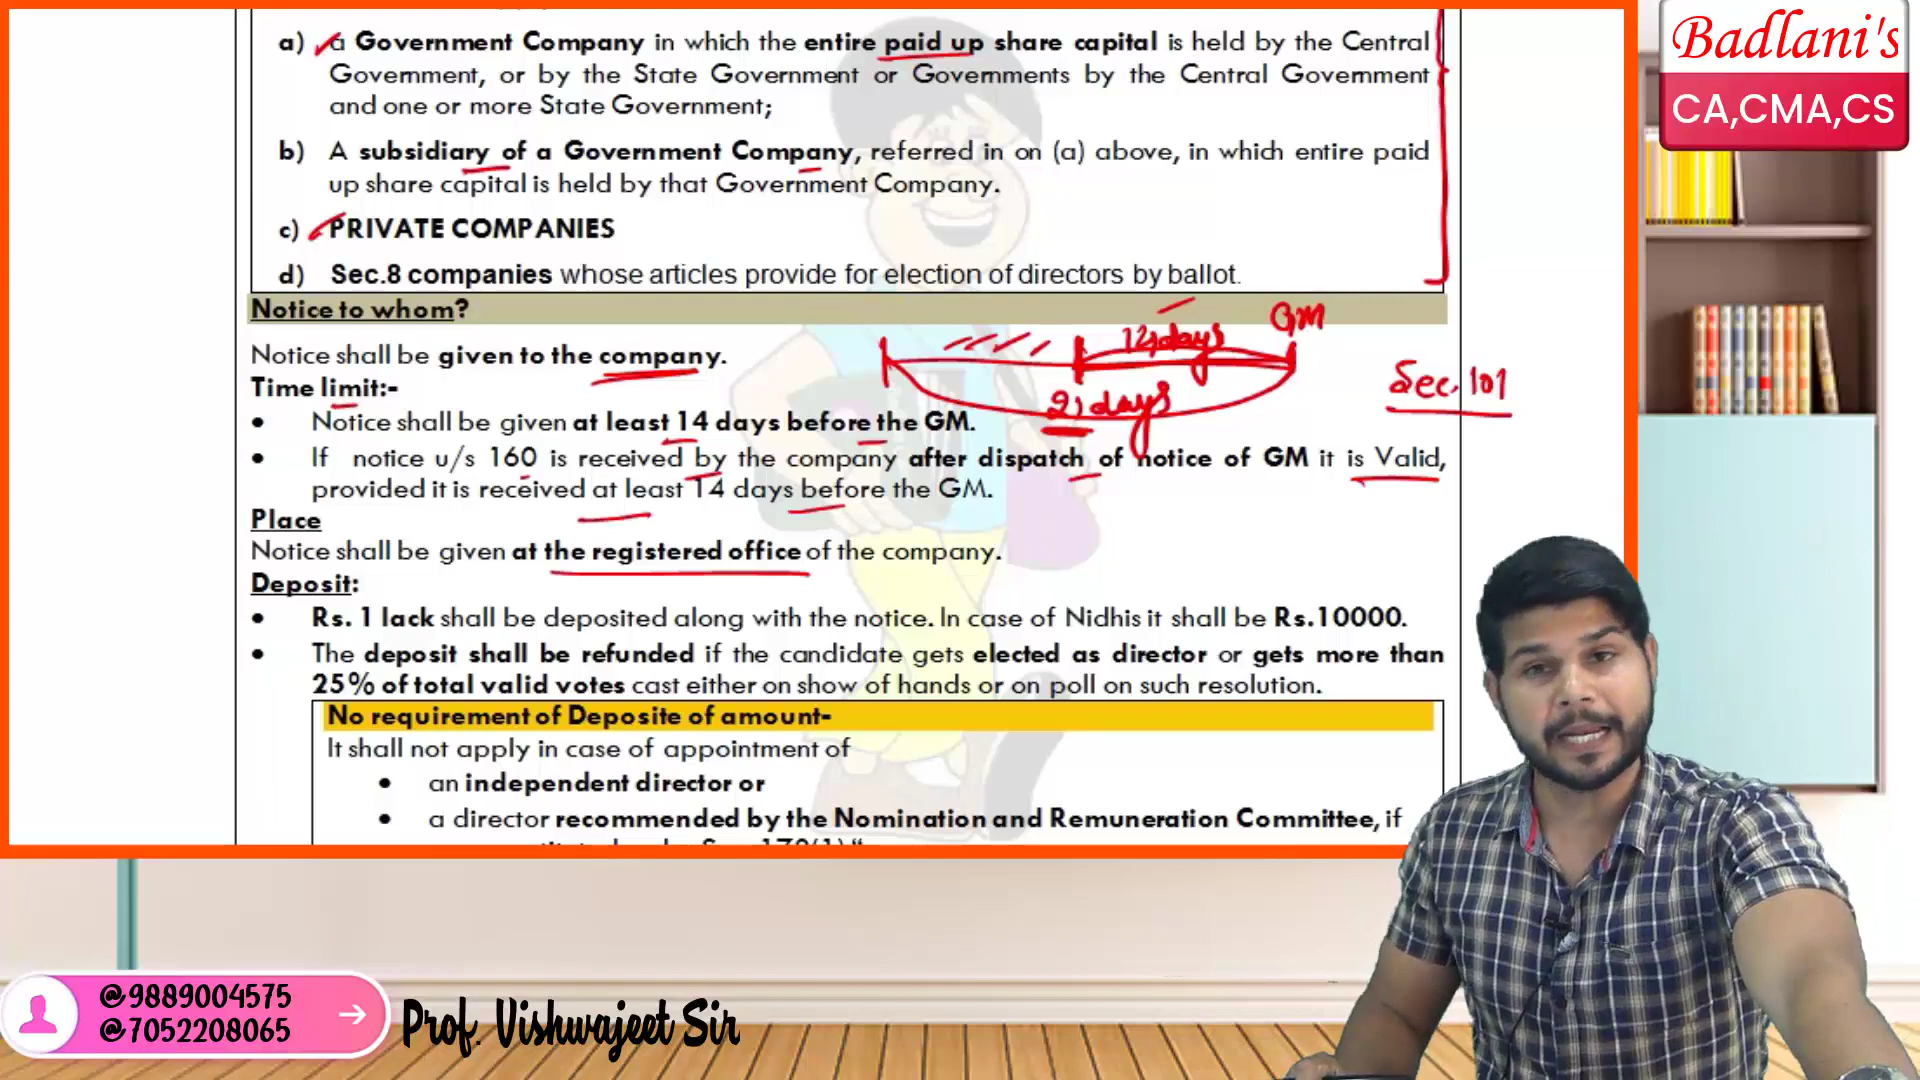 a) a Government Company in which the entire paid up share capital is held by the Central
Government, or by the State Government or Governments by the Central Government
and one or more State Government;
b) A subsidiary of a Government Company, referred in on (a) above, in which entire paid
up share capital is held by that Government Company.
c) PRIVATE COMPANIES
d) Sec.8 companies whose articles provide for election of directors by ballot.
Notice to whom?
GM
days
Notice shall be given to the company.
Sec. 101
Time limit:-
21 days
• Notice shall be given at least 14 days before the GM.
• If notice u/s 160 is received by the company after dispatch of notice of GM it is Valid,
provided it is received at least 14 days before the GM.
Place
Notice shall be given at the registered office of the company.
Deposit:
• Rs. 1 lack shall be deposited along with the notice. In case of Nidhis it shall be Rs.10000.
• The deposit shall be refunded if the candidate gets elected as director or gets more than
25% of total valid votes cast either on show of hands or on poll on such resolution.
No requirement of Deposite of amount-
It shall not apply in case of appointment of
• an independent director or
• a director recommended by the Nomination and Remuneration Committee, if
Badlani's
CA,CMA,CS
@9889004575
@7052208065
Prof. Vishwajeet Sir